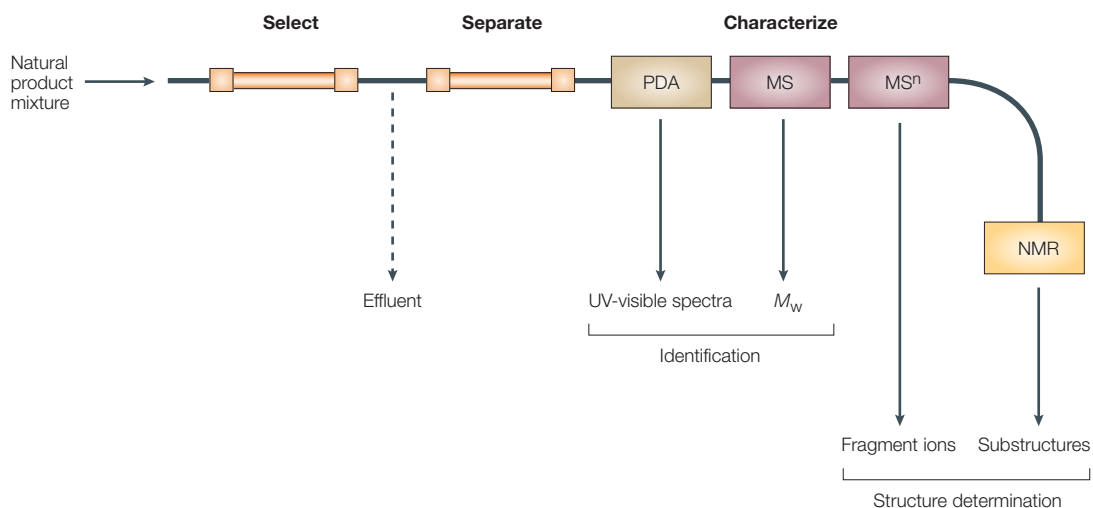 Select
Separate
Characterize
Natural
product
mixture
PDA
MS
MSⁿ
NMR
Effluent
UV-visible spectra
Mw
Identification
Fragment ions
Substructures
Structure determination